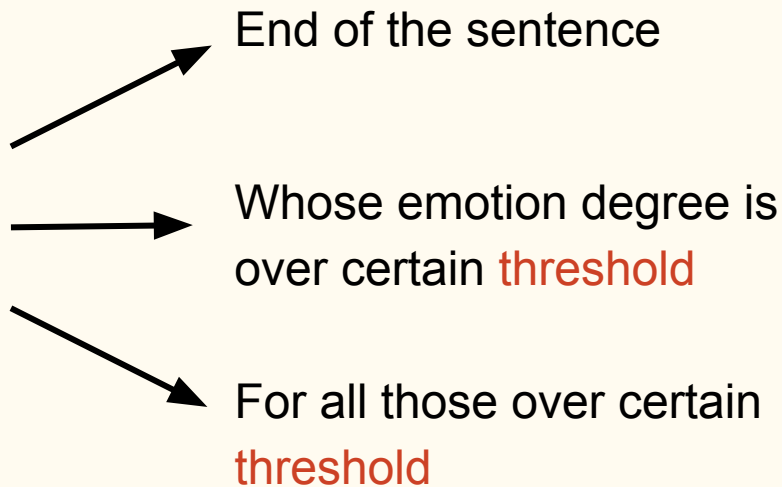 End of the sentence
Whose emotion degree is
over certain threshold
For all those over certain
threshold